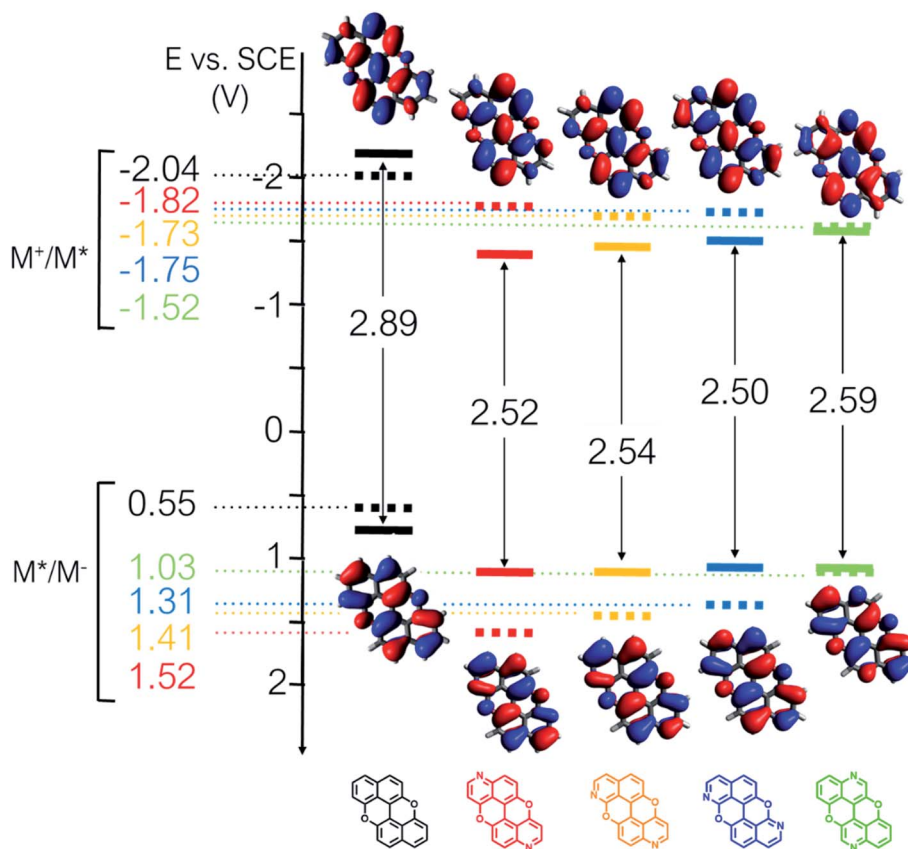 E vs. SCE
(V)
M⁺/M*
-2.04
-1.82
-1.73
-1.75
-1.52
-2
-1
0
1
2
M*/M⁻
0.55
1.03
1.31
1.41
1.52
2.89
2.52
2.54
2.50
2.59
O
O
N
O
O
N
N
O
O
N
N
O
O
N
N
O
O
N